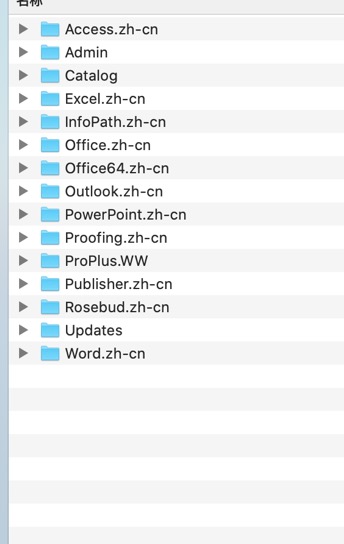 名称
Access.zh-cn
Admin
Catalog
Excel.zh-cn
InfoPath.zh-cn
Office.zh-cn
Office64.zh-cn
Outlook.zh-cn
PowerPoint.zh-cn
Proofing.zh-cn
ProPlus.WW
Publisher.zh-cn
Rosebud.zh-cn
Updates
Word.zh-cn